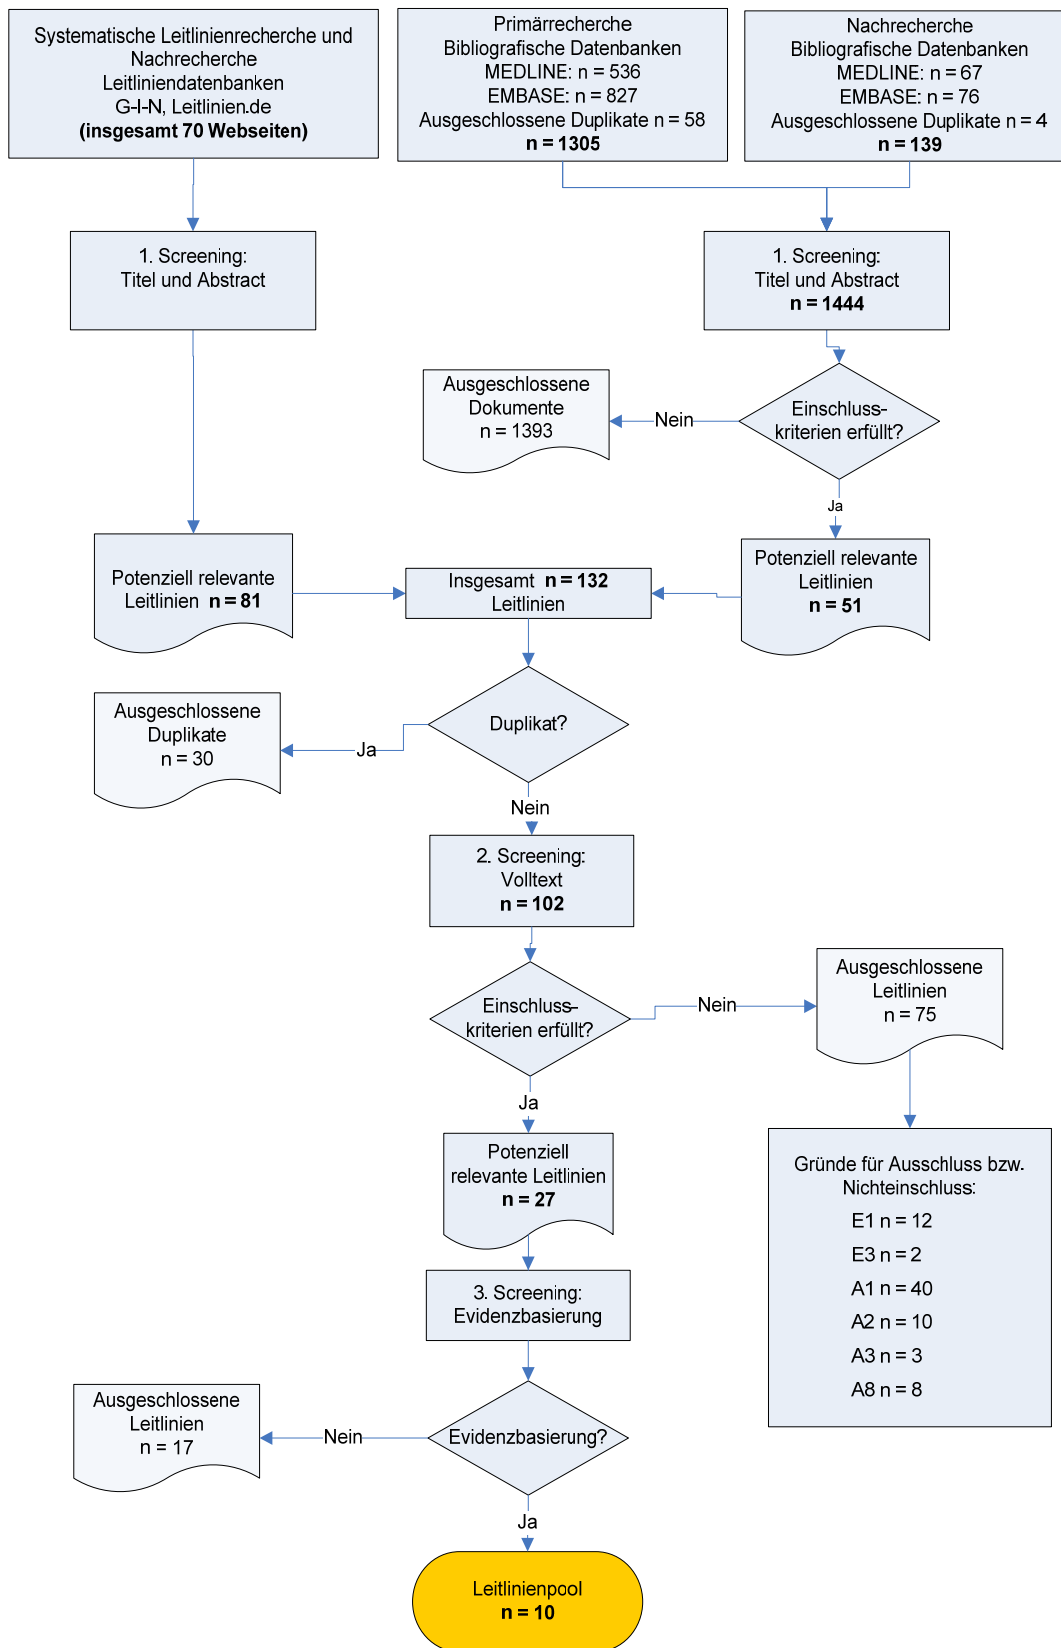 Systematische Leitlinienrecherche und
Nachrecherche
Leitliniendatenbanken
G-I-N, Leitlinien.de
(insgesamt 70 Webseiten)
Primärrecherche
Bibliografische Datenbanken
MEDLINE: n = 536
EMBASE: n = 827
Ausgeschlossene Duplikate n = 58
n = 1305
Nachrecherche
Bibliografische Datenbanken
MEDLINE: n = 67
EMBASE: n = 76
Ausgeschlossene Duplikate n = 4
n = 139
1. Screening:
Titel und Abstract
1. Screening:
Titel und Abstract
n = 1444
Ausgeschlossene
Dokumente
n = 1393
Nein
Einschluss-
kriterien erfüllt?
Ja
Potenziell relevante
Leitlinien n = 81
Insgesamt n = 132
Leitlinien
Potenziell relevante
Leitlinien
n = 51
Ausgeschlossene
Duplikate
n = 30
Ja
Duplikat?
Nein
2. Screening:
Volltext
n = 102
Einschluss-
kriterien erfüllt?
Nein
Ausgeschlossene
Leitlinien
n = 75
Ja
Potenziell
relevante Leitlinien
n = 27
Gründe für Ausschluss bzw.
Nichteinschluss:
E1 n = 12
E3 n = 2
A1 n = 40
A2 n = 10
A3 n = 3
A8 n = 8
3. Screening:
Evidenzbasierung
Ausgeschlossene
Leitlinien
n = 17
Nein
Evidenzbasierung?
Ja
Leitlinienpool
n = 10